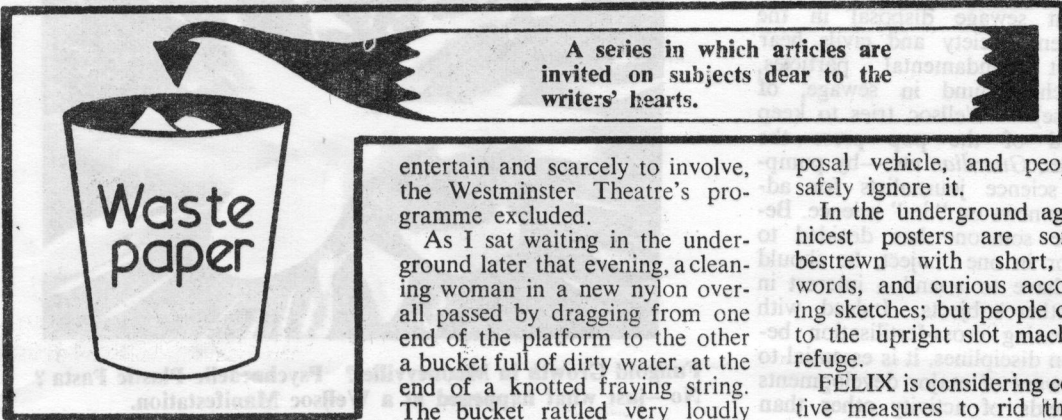 A series in which articles are
invited on subjects dear to the
writers' hearts.
Waste
paper
entertain and scarcely to involve,
the Westminster Theatre's pro-
gramme excluded.
As I sat waiting in the under-
ground later that evening, a clean-
ing woman in a new nylon over-
all passed by dragging from one
end of the platform to the other
a bucket full of dirty water, at the
end of a knotted fraying string.
The bucket rattled very loudly
posal vehicle, and peo
safely ignore it.
In the underground ag
nicest posters are so
bestrewn with short,
words, and curious acco
ing sketches; but people c
to the upright slot mach
refuge.
FELIX is considering co
tive measures to rid th